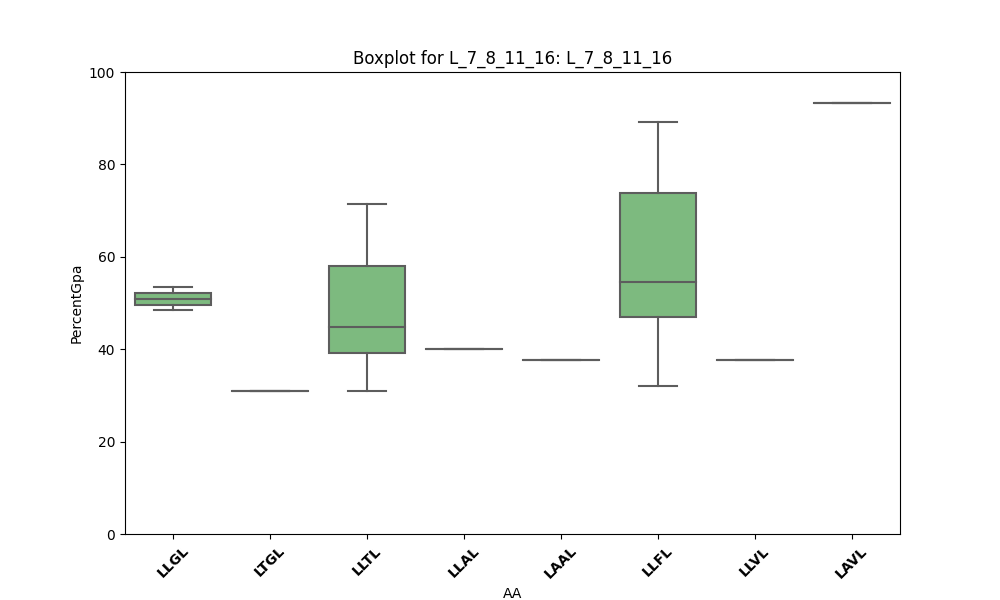 Boxplot for L_7_8_11_16: L_7_8_11_16
100
80
60
40
20
0
PercentGpa
LLGL
LTGL
LLTL
LLAL
LAAL
LLFL
LLVL
LAVL
AA